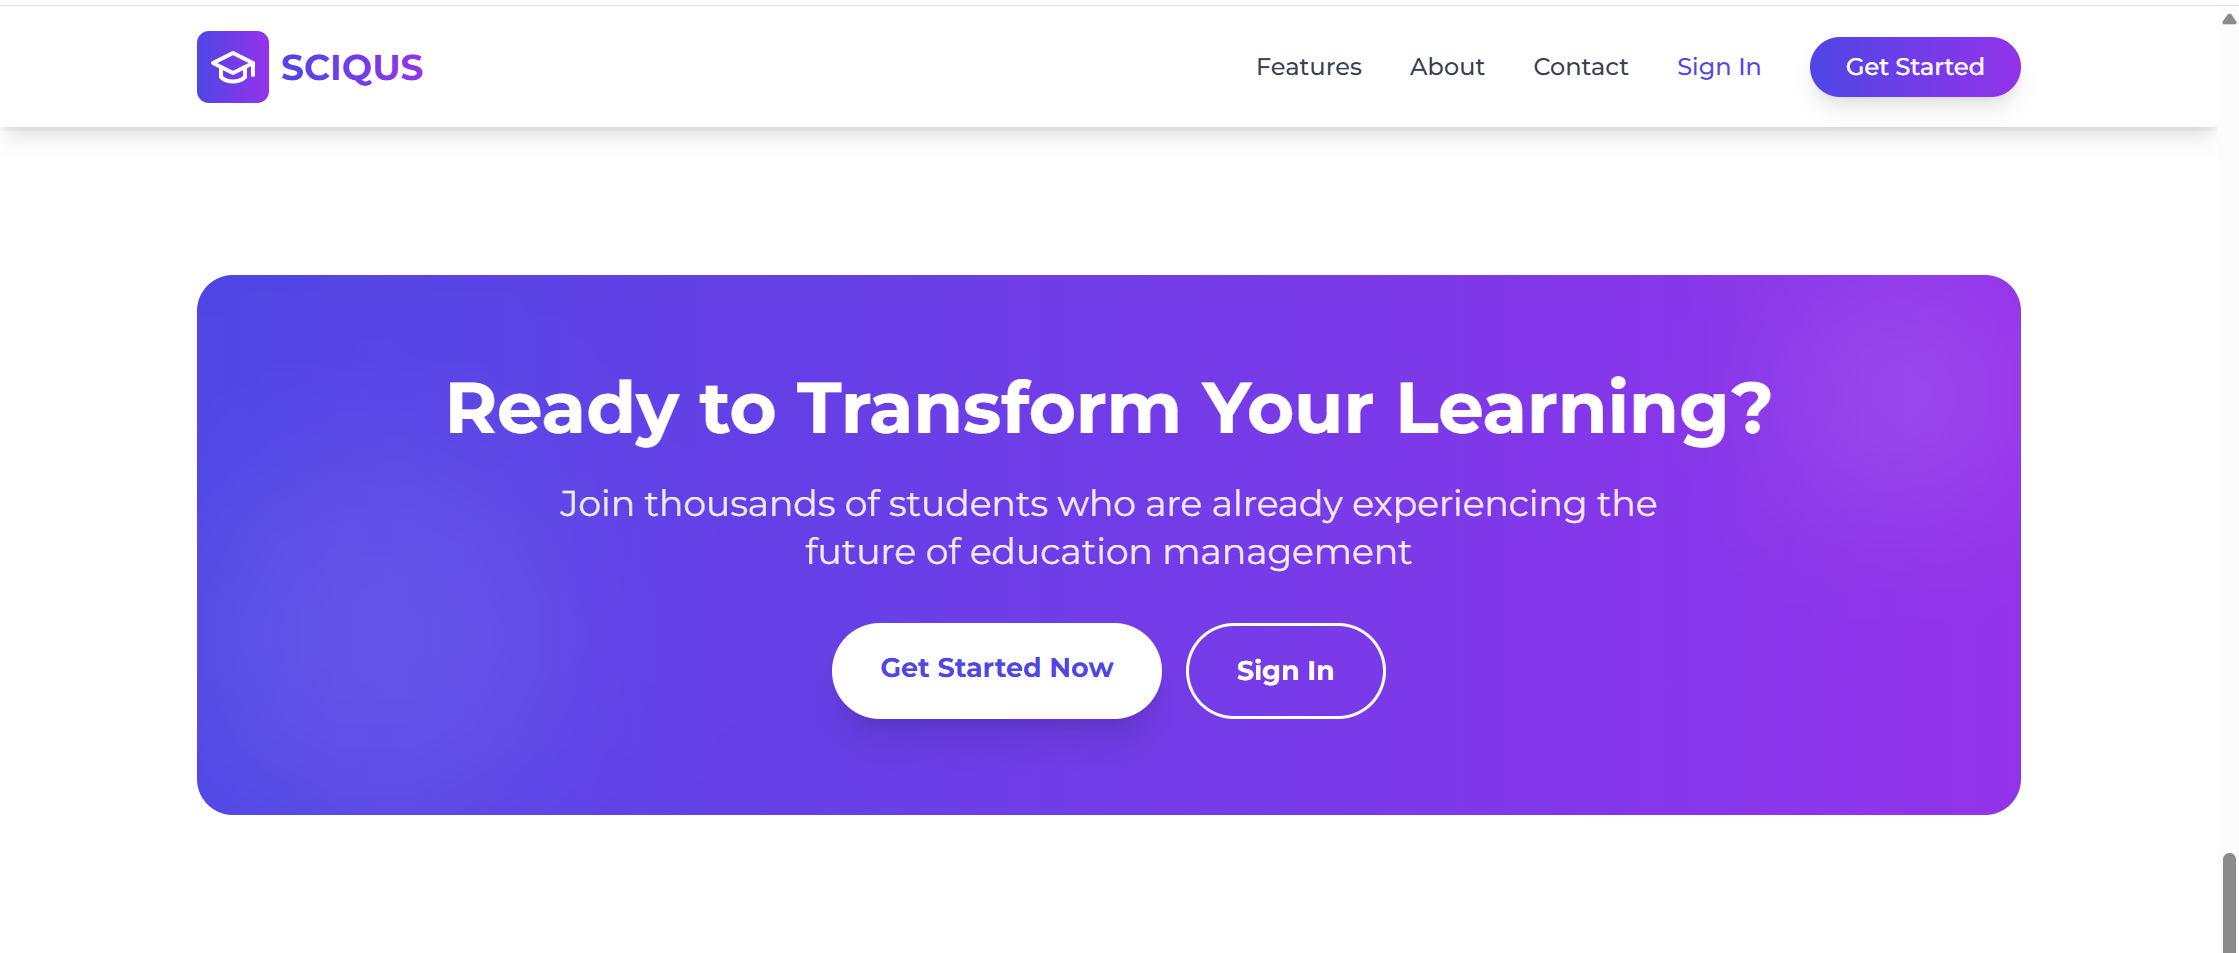 SCIQUS
Features
About
Contact
Sign In
Get Started
Ready to Transform Your Learning?
Join thousands of students who are already experiencing the
future of education management
Get Started Now
Sign In